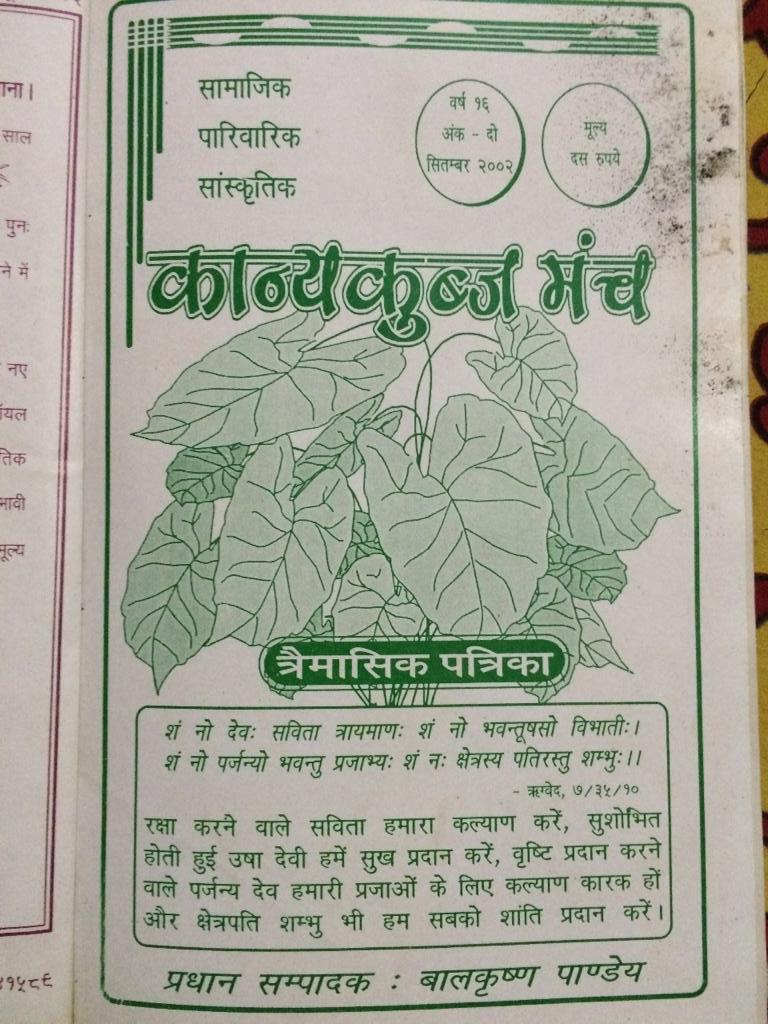 सामाजिक
पारिवारिक
सांस्कृतिक
वर्ष १६
अंक - दो
सितम्बर २००२
मूल्य
दस रुपये
कान्यकुब्ज मंच
त्रैमासिक पत्रिका
शं नो देवः सविता त्रायमाणः शं नो भवन्तूषसो विभातीः।
शं नो पर्जन्यो भवन्तु प्रजाभ्यः शं नः क्षेत्रस्य पतिरस्तु शम्भुः।।
- ऋग्वेद, ७/३५/१०
रक्षा करने वाले सविता हमारा कल्याण करें, सुशोभित
होती हुई उषा देवी हमें सुख प्रदान करें, वृष्टि प्रदान करने
वाले पर्जन्य देव हमारी प्रजाओं के लिए कल्याण कारक हों
और क्षेत्रपति शम्भु भी हम सबको शांति प्रदान करें।
प्रधान सम्पादक : बालकृष्ण पाण्डेय
साल
पुनः
ने में
नए
तिक
मूल्य